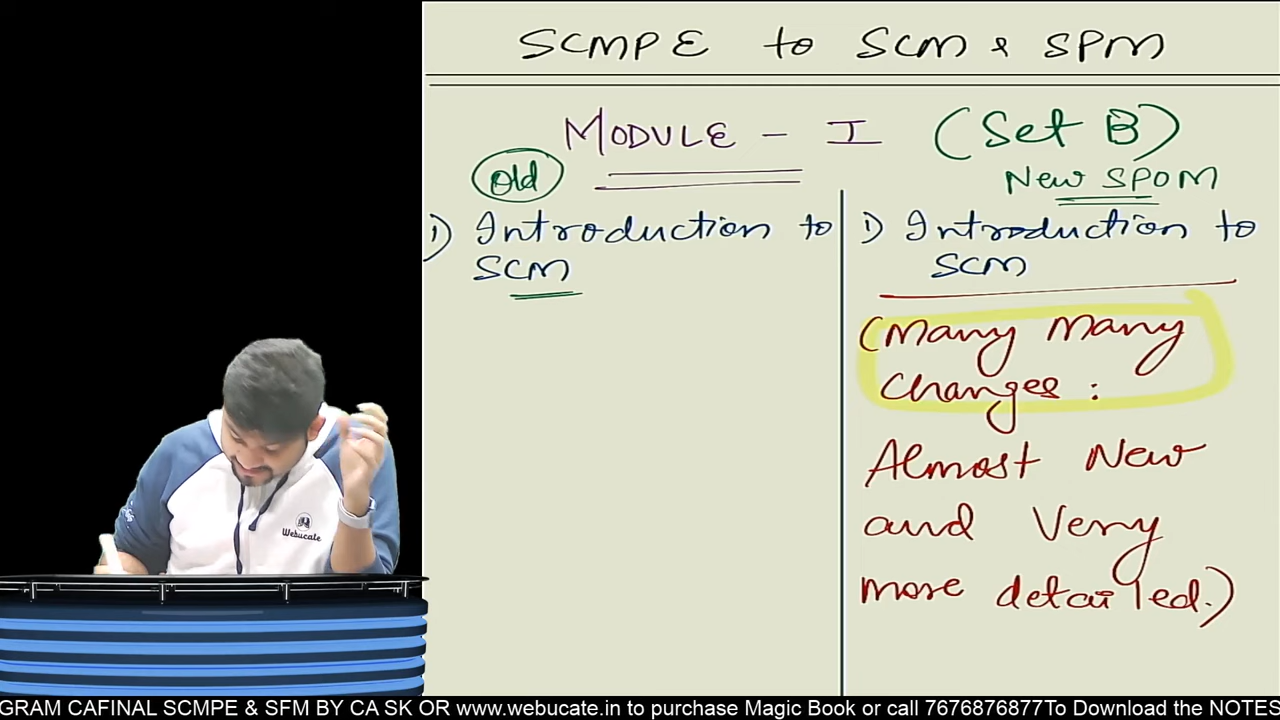 SCMPE to SCM & SPM
MODULE - I (Set B)
Old
New SPOM
1) Introduction to
SCM
1) Introduction to
SCM
(Many Many
Changes :
Almost New
and Very
more detailed.)
Webucate
GRAM CAFINAL SCMPE & SFM BY CA SK OR www.webucate.in to purchase Magic Book or call 7676876877To Download the NOTES